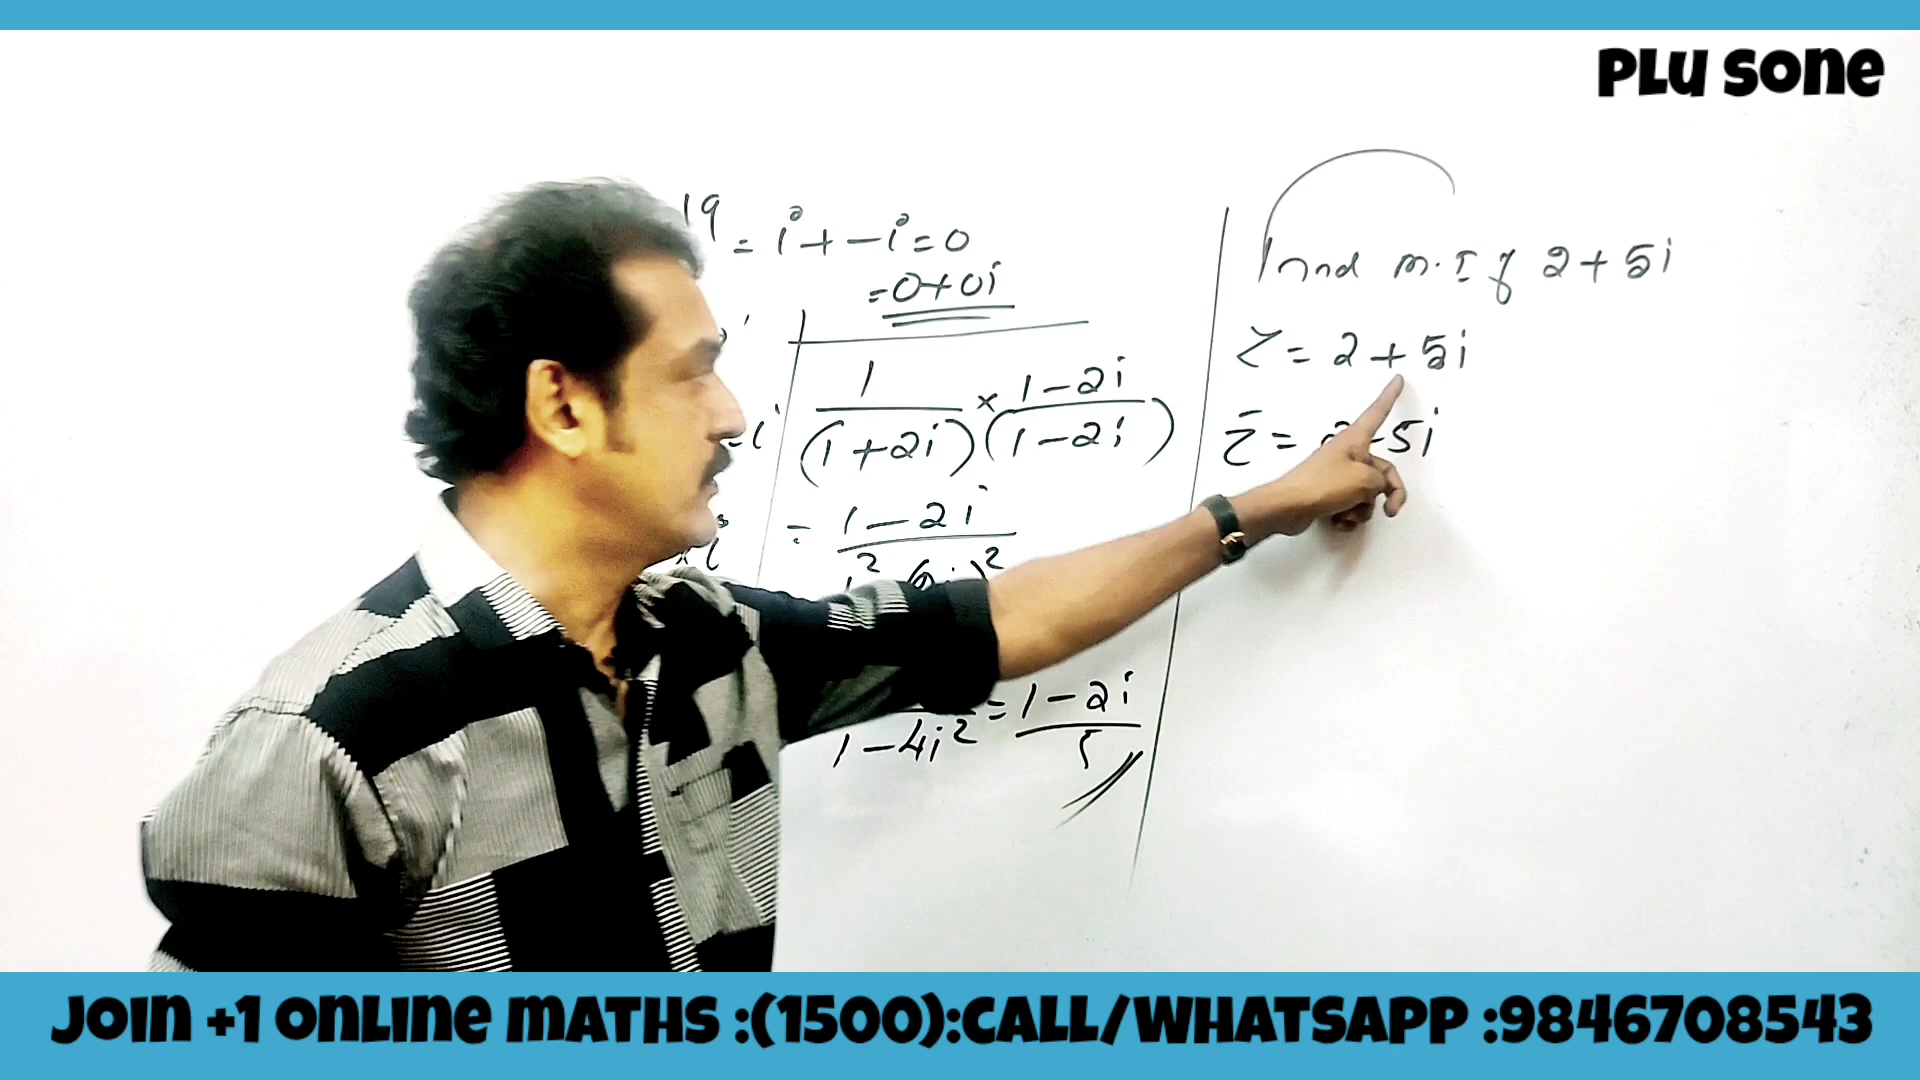 PLU SONE
19 = i + -i = 0
= 0+0i
1/(1+2i) × (1-2i)/(1-2i)
= (1-2i)/
1-4i² = (1-2i)/5
Find m.I of 2+5i
Z = 2+5i
Z̄ = 2-5i
JOIN +1 ONLINE MATHS :(1500):CALL/WHATSAPP :9846708543